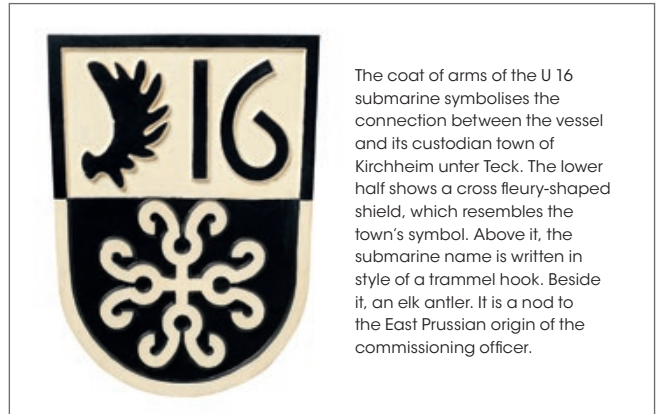 16
The coat of arms of the U 16
submarine symbolises the
connection between the vessel
and its custodian town of
Kirchheim unter Teck. The lower
half shows a cross fleury-shaped
shield, which resembles the
town's symbol. Above it, the
submarine name is written in
style of a trammel hook. Beside
it, an elk antler. It is a nod to
the East Prussian origin of the
commissioning officer.